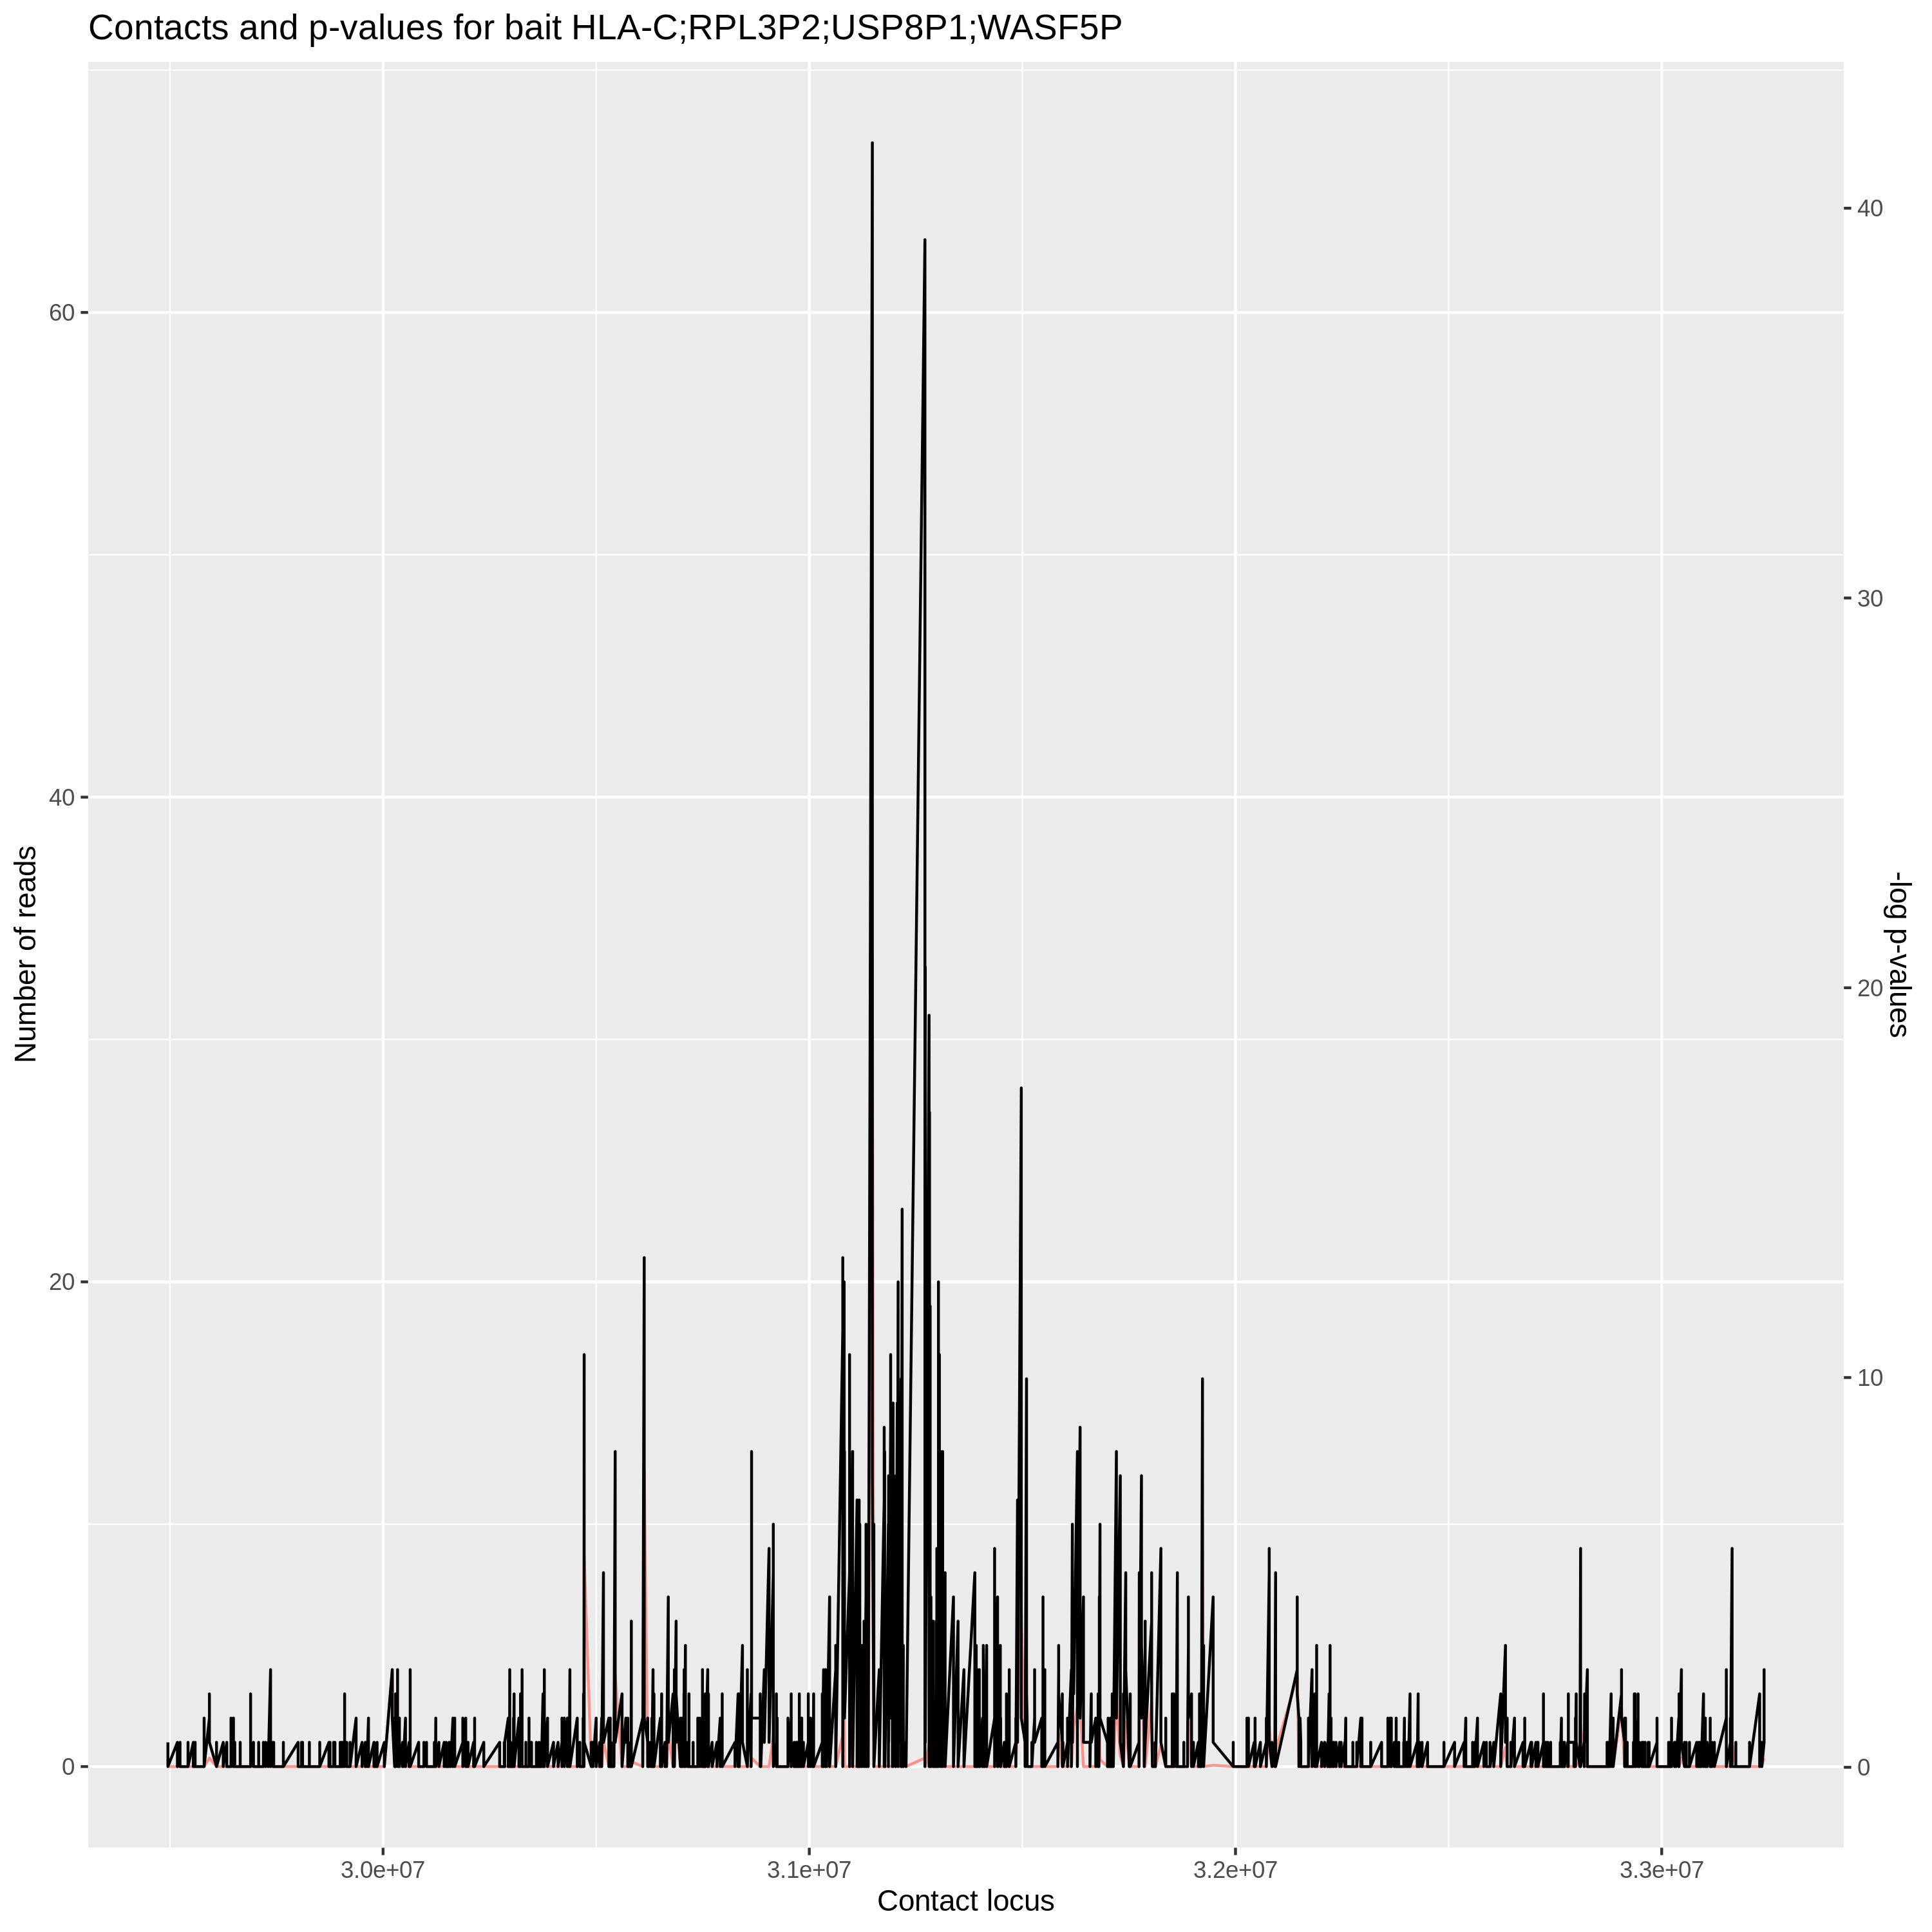 Contacts and p-values for bait HLA-C;RPL3P2;USP8P1;WASF5P
60
40
20
0
Number of reads
40
30
20
10
0
-log p-values
3.0e+07
3.1e+07
3.2e+07
3.3e+07
Contact locus